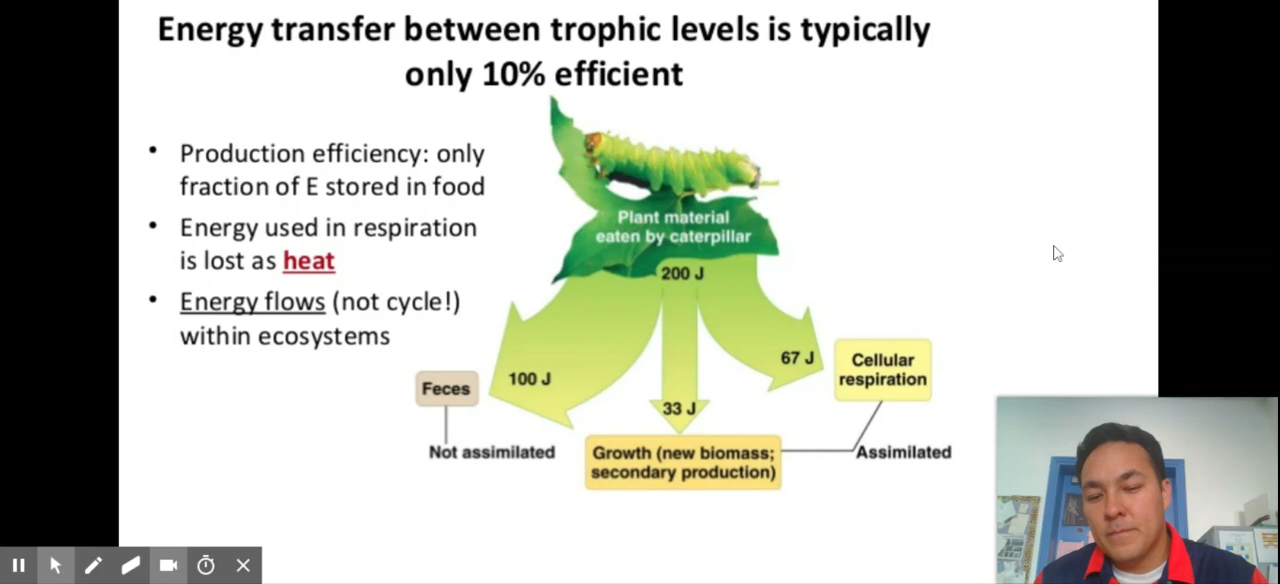 Energy transfer between trophic levels is typically
only 10% efficient
• Production efficiency: only
fraction of E stored in food
• Energy used in respiration
is lost as heat
• Energy flows (not cycle!)
within ecosystems
Plant material
eaten by caterpillar
200 J
100 J
33 J
67 J
Feces
Not assimilated
Growth (new biomass;
secondary production)
Cellular
respiration
Assimilated